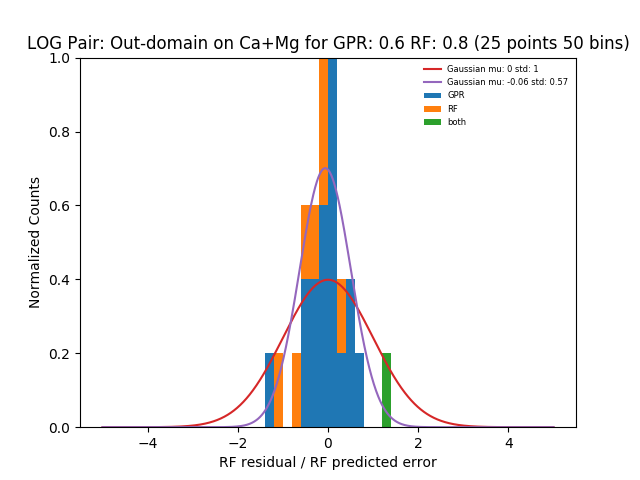 LOG Pair: Out-domain on Ca+Mg for GPR: 0.6 RF: 0.8 (25 points 50 bins)
1.0
0.8
0.6
0.4
0.2
0.0
Normalized Counts
Gaussian mu: 0 std: 1
Gaussian mu: -0.06 std: 0.57
GPR
RF
both
−4 −2 0 2 4
RF residual / RF predicted error